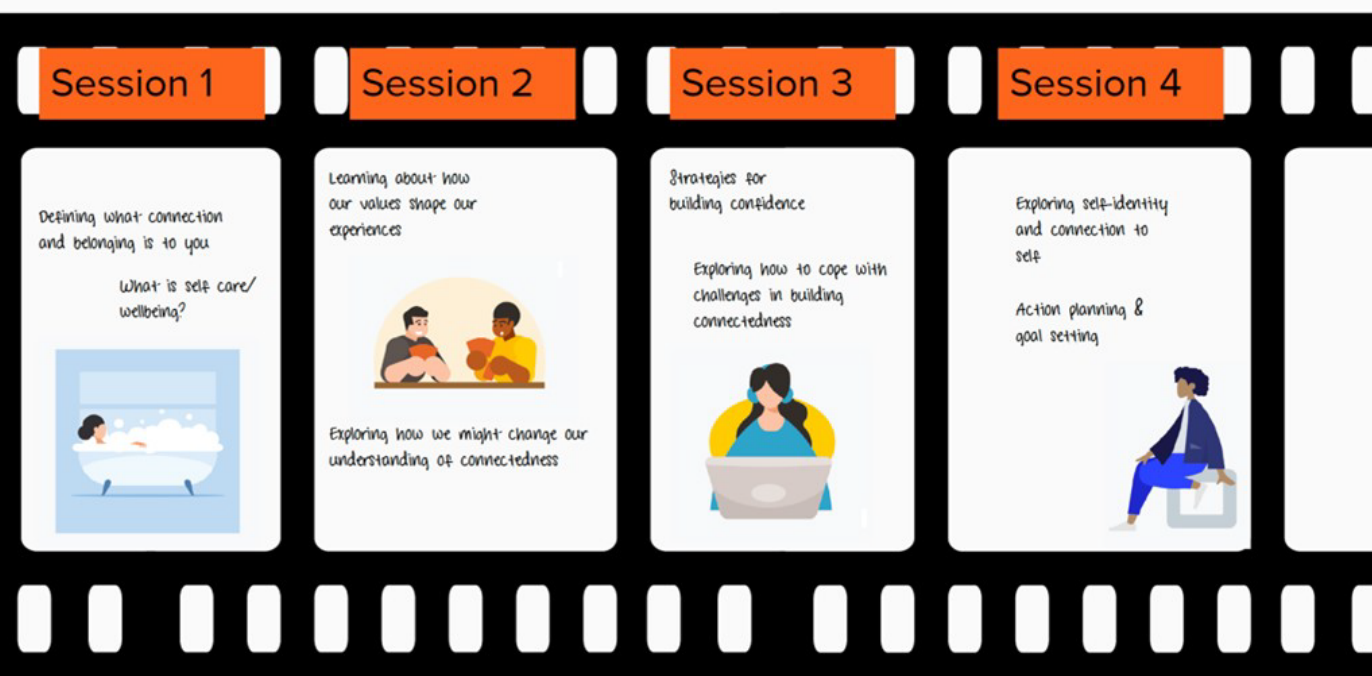 Session 1
Defining what connection
and belonging is to you
What is self care/
wellbeing?
Session 2
Learning about how
our values shape our
experiences
Exploring how we might change our
understanding of connectedness
Session 3
Strategies for
building confidence
Exploring how to cope with
challenges in building
connectedness
Session 4
Exploring self-identity
and connection to
self
Action planning &
goal setting